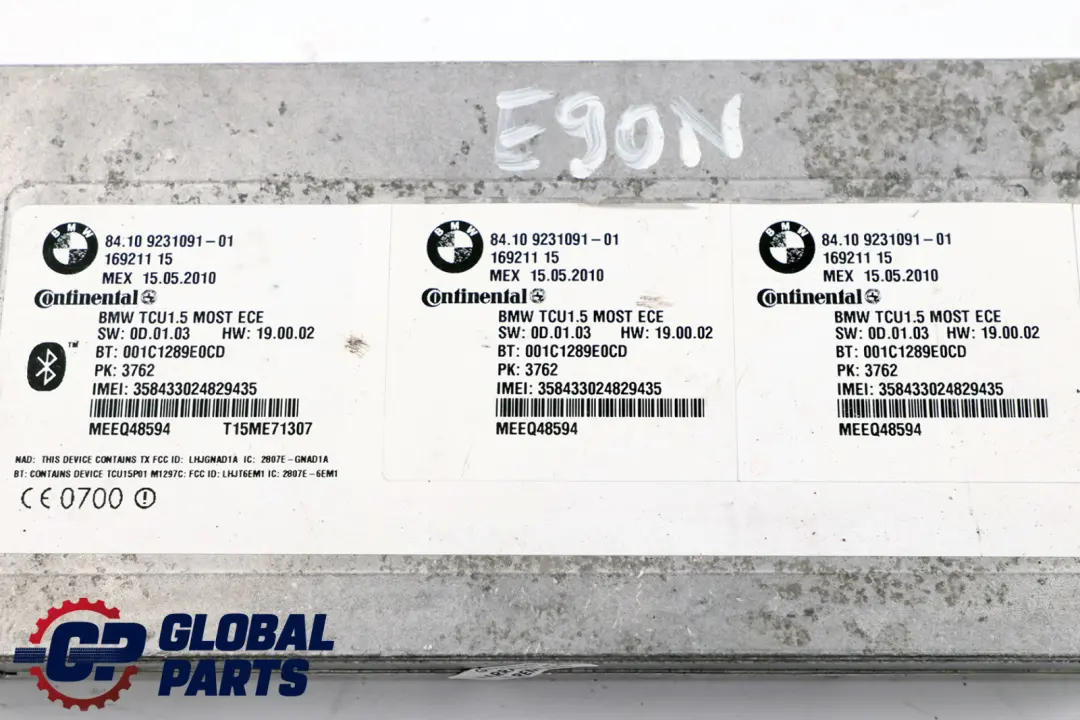 E90N
BMW
84.10 9231091-01
169211 15
MEX 15.05.2010
Continental
BMW TCU1.5 MOST ECE
SW: 0D.01.03 HW: 19.00.02
BT: 001C1289E0CD
PK: 3762
IMEI: 358433024829435
MEEQ48594 T15ME71307
NAD: THIS DEVICE CONTAINS TX FCC ID: LHJGNAD1A IC: 2807E-GNAD1A
BT: CONTAINS DEVICE TCU15P01 M1297C: FCC ID: LHJT6EM1 IC: 2807E-6EM1
CE 0700
BMW
84.10 9231091-01
169211 15
MEX 15.05.2010
Continental
BMW TCU1.5 MOST ECE
SW: 0D.01.03 HW: 19.00.02
BT: 001C1289E0CD
PK: 3762
IMEI: 358433024829435
MEEQ48594
BMW
84.10 9231091-01
169211 15
MEX 15.05.2010
Continental
BMW TCU1.5 MOST ECE
SW: 0D.01.03 HW: 19.00.02
BT: 001C1289E0CD
PK: 3762
IMEI: 358433024829435
MEEQ48594
GP GLOBAL
PARTS